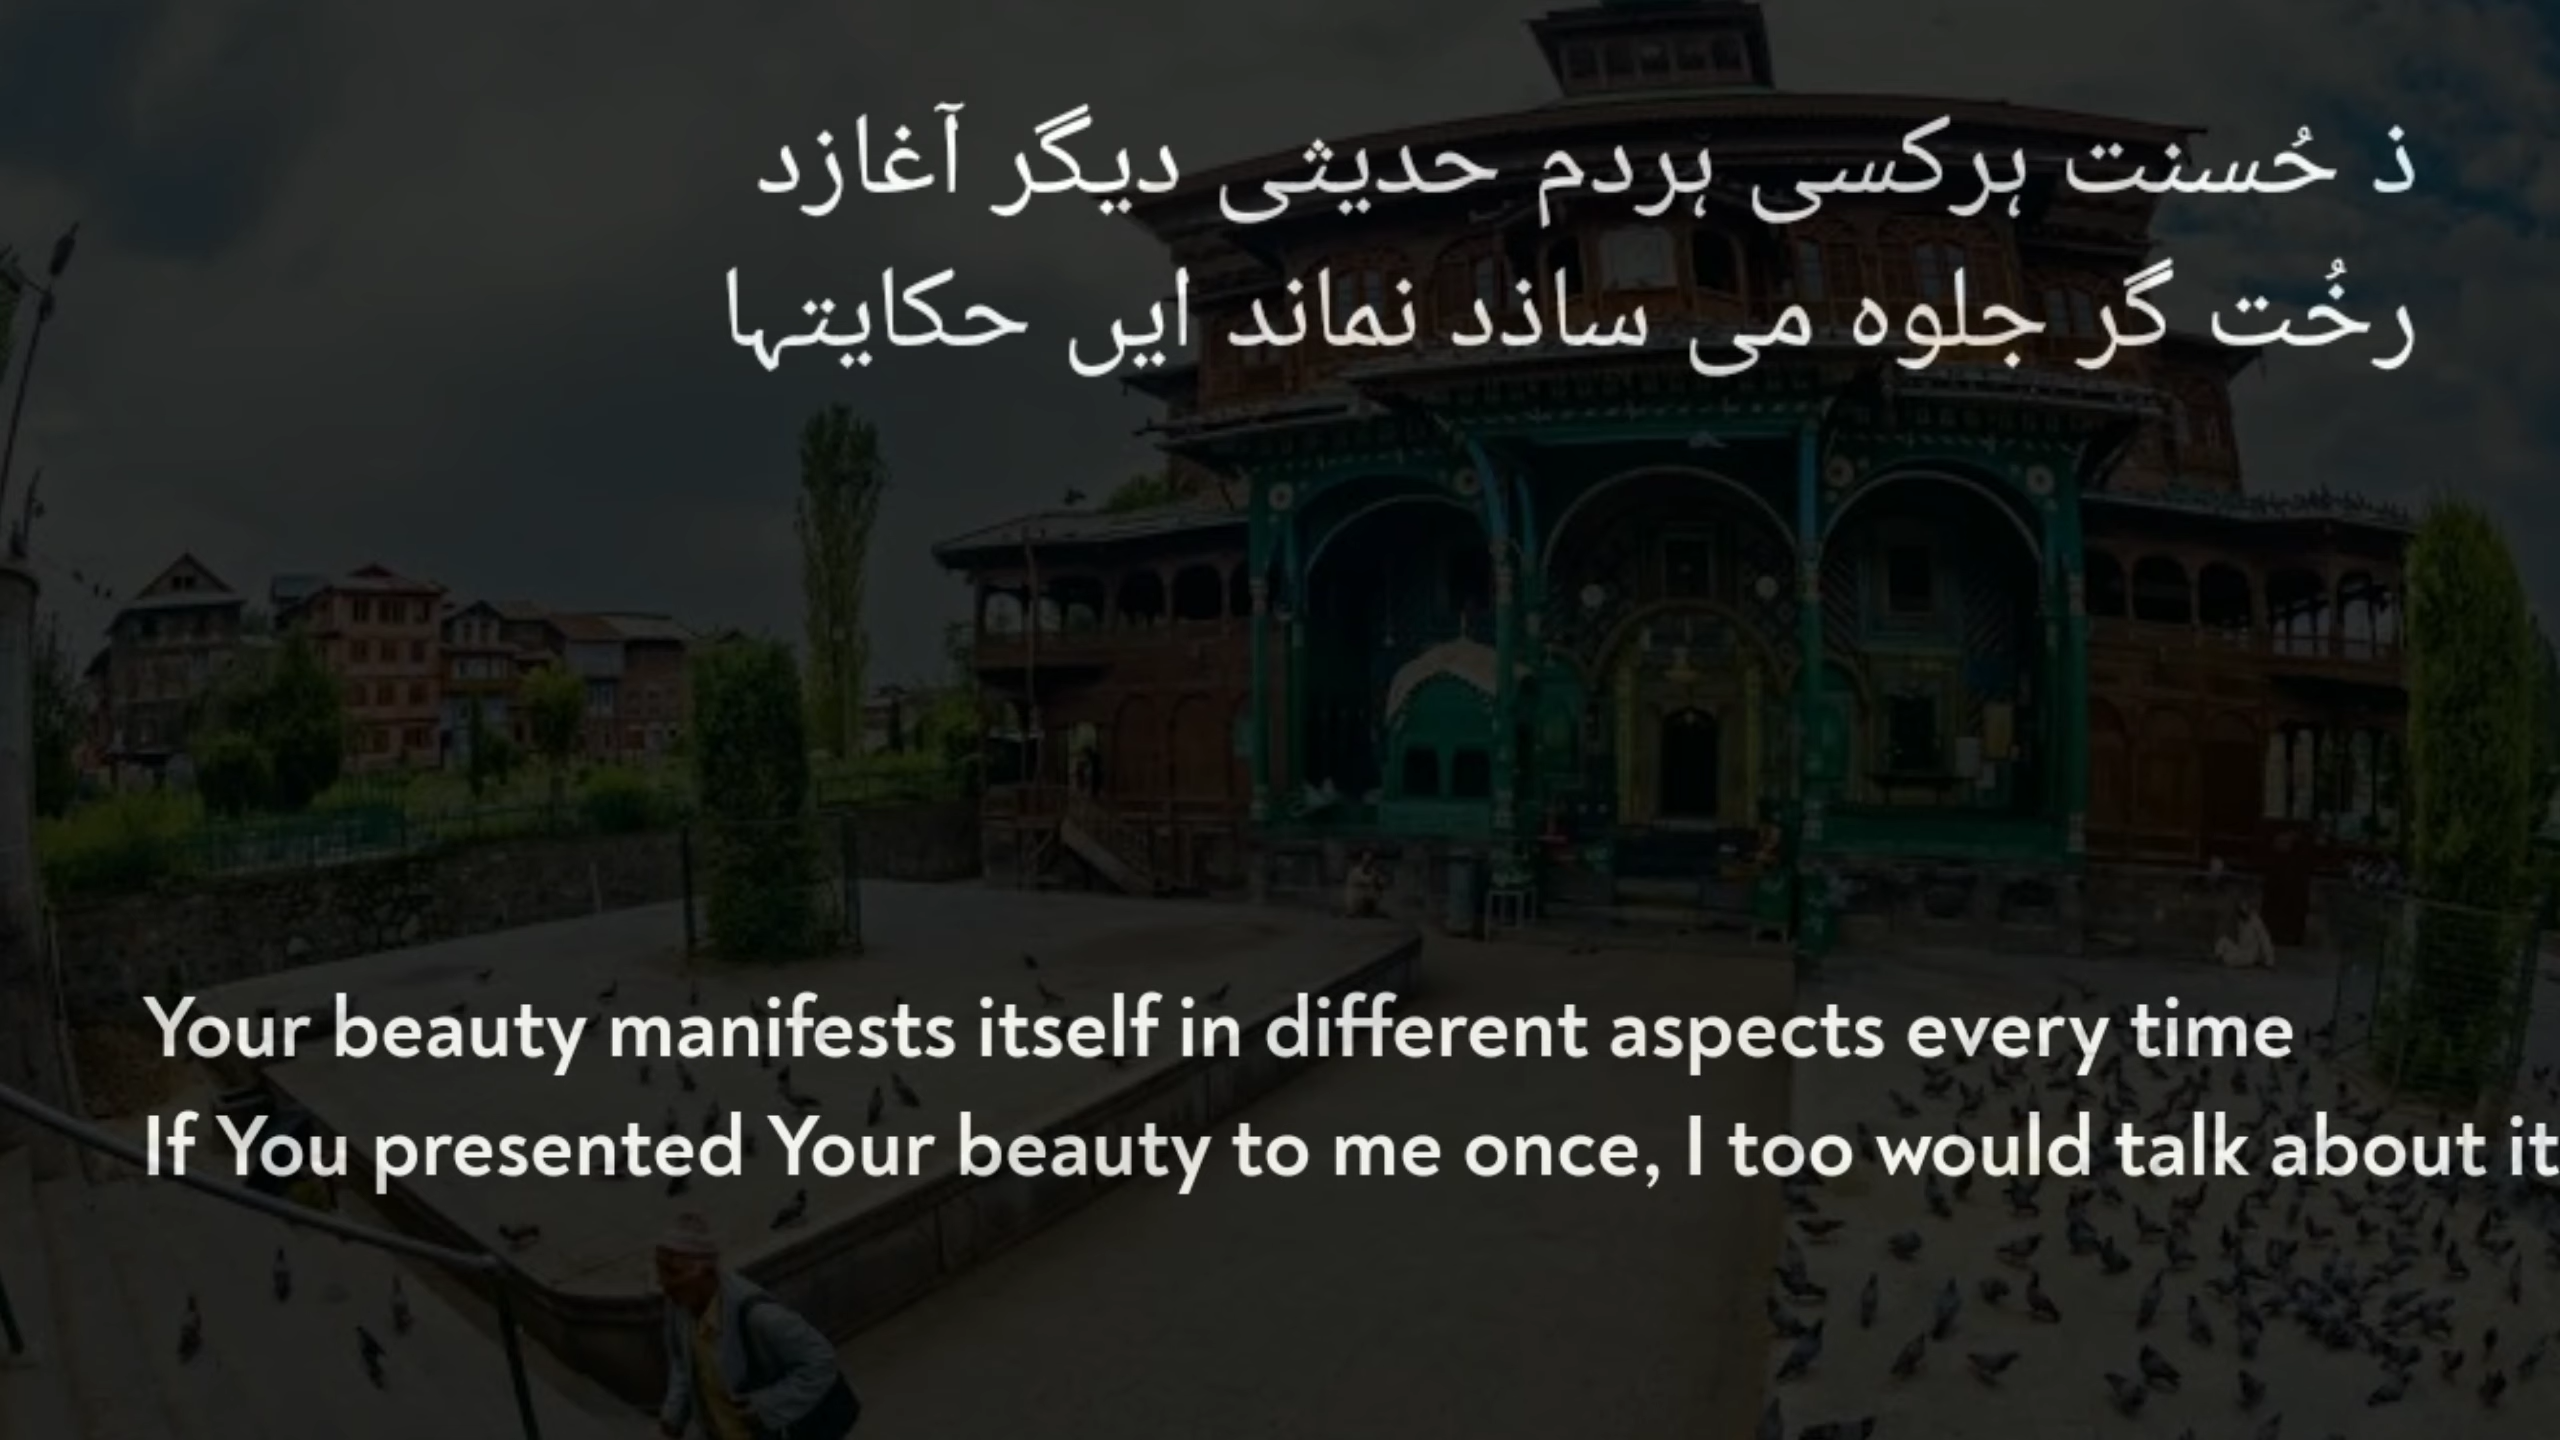 ذ حُسنت ہرکسی ہردم حدیثی دیگر آغازد
رخُت گر جلوہ می ساذد نماند ایں حکایتہا
Your beauty manifests itself in different aspects every time
If You presented Your beauty to me once, I too would talk about it